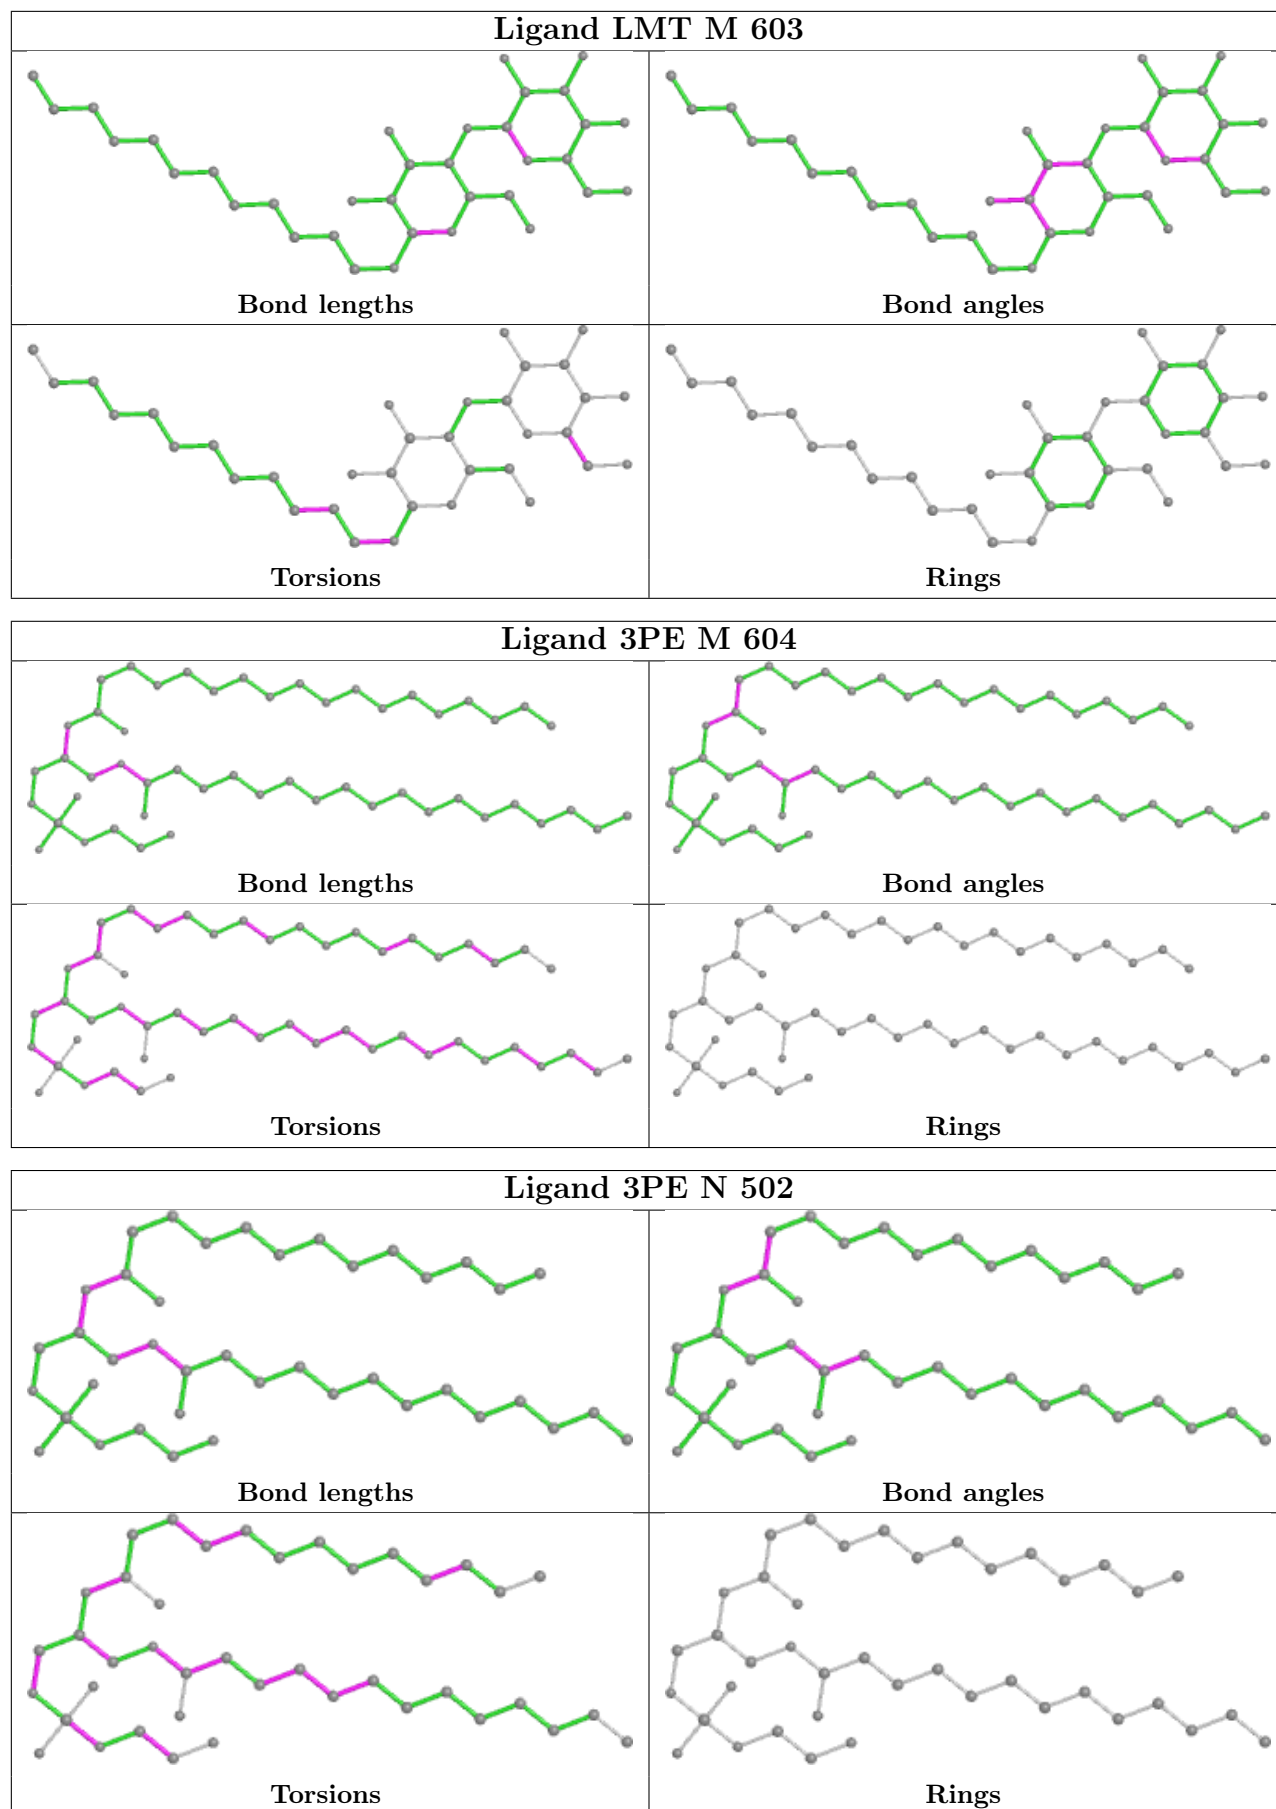 Ligand LMT M 603
Bond lengths
Bond angles
Torsions
Rings
Ligand 3PE M 604
Bond lengths
Bond angles
Torsions
Rings
Ligand 3PE N 502
Bond lengths
Bond angles
Torsions
Rings